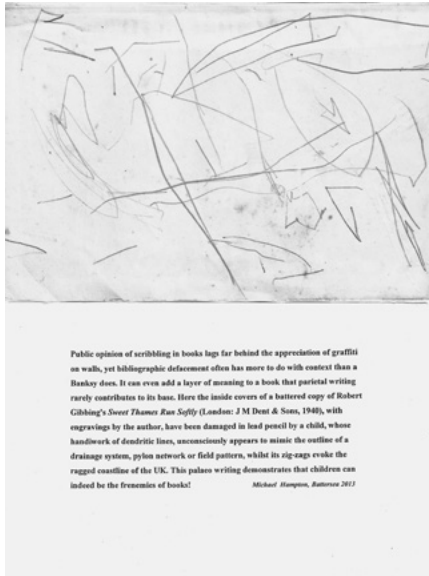 Public opinion of scribbling in books lags far behind the appreciation of graffiti
on walls, yet bibliographic defacement often has more to do with context than a
Banksy does. It can even add a layer of meaning to a book that parietal writing
rarely contributes to its base. Here the inside covers of a battered copy of Robert
Gibbing's Sweet Thames Run Softly (London: J M Dent & Sons, 1940), with
engravings by the author, have been damaged in lead pencil by a child, whose
handiwork of dendritic lines, unconsciously appears to mimic the outline of a
drainage system, pylon network or field pattern, whilst its zig-zags evoke the
ragged coastline of the UK. This palaeo writing demonstrates that children can
indeed be the frenemies of books! Michael Hampton, Battersea 2013